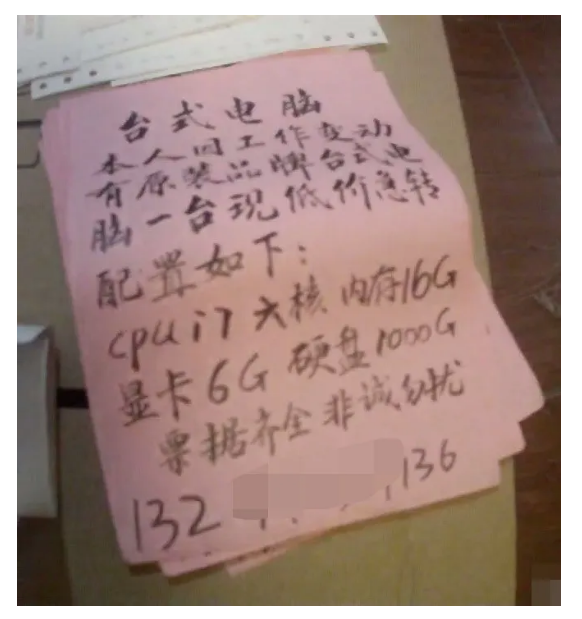 台式电脑
本人因工作变动
有原装品牌台式电
脑一台现低价急转
配置如下：
cpu i7 六核 内存16G
显卡6G 硬盘1000G
票据齐全 非诚勿扰
132
136